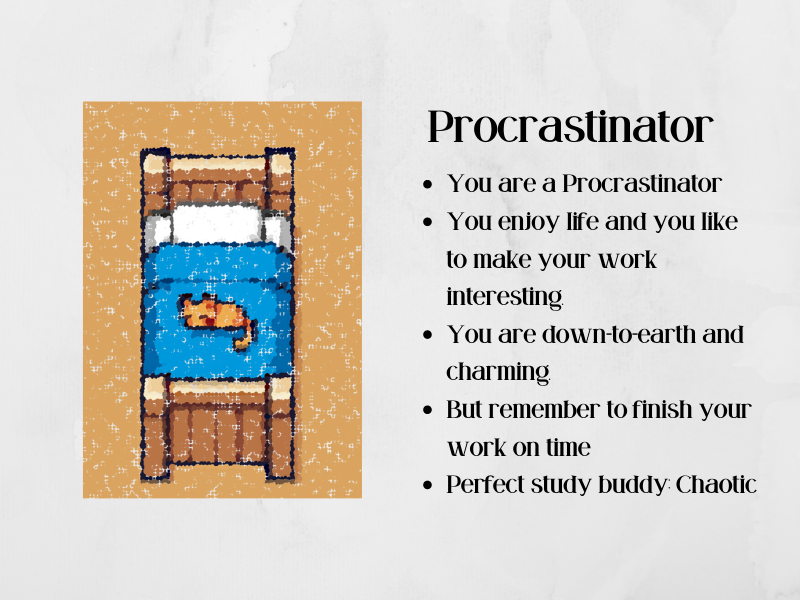 Procrastinator
• You are a Procrastinator
• You enjoy life and you like
to make your work
interesting.
• You are down-to-earth and
charming.
• But remember to finish your
work on time
• Perfect study buddy: Chaotic